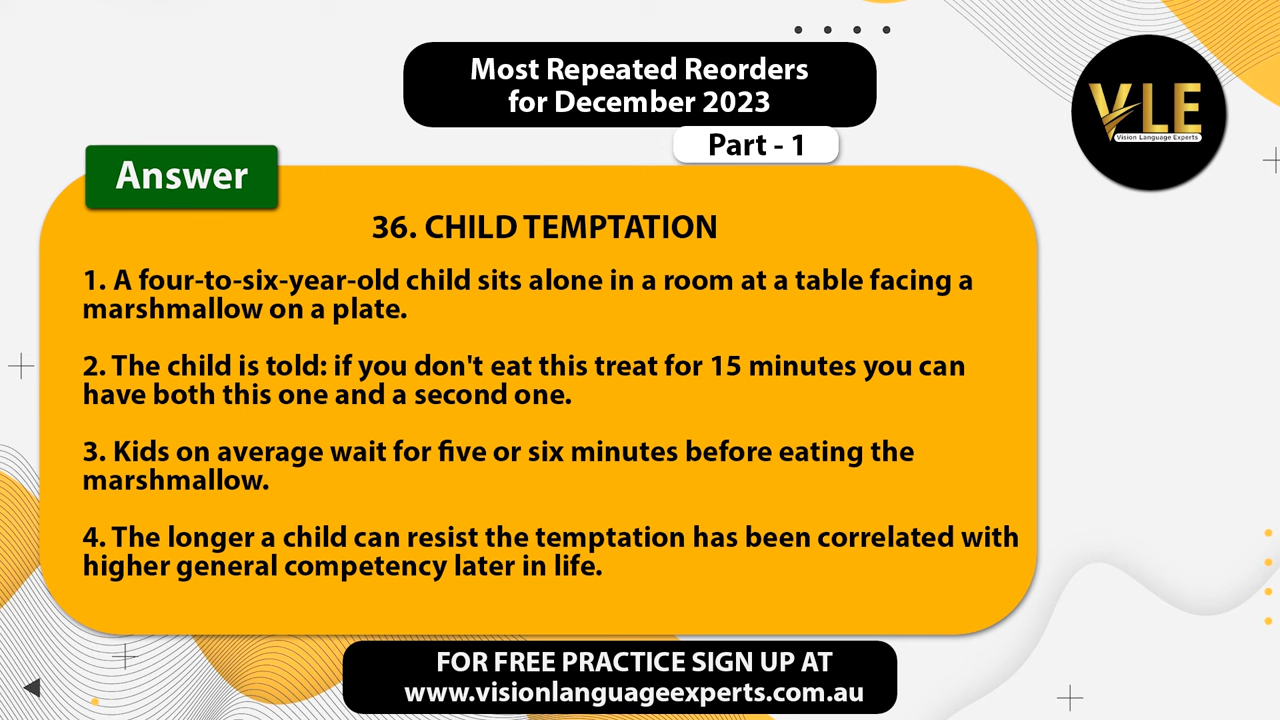 Most Repeated Reorders
for December 2023
Part - 1
VLE
Vision Language Experts
Answer
36. CHILD TEMPTATION
1. A four-to-six-year-old child sits alone in a room at a table facing a
marshmallow on a plate.
2. The child is told: if you don't eat this treat for 15 minutes you can
have both this one and a second one.
3. Kids on average wait for five or six minutes before eating the
marshmallow.
4. The longer a child can resist the temptation has been correlated with
higher general competency later in life.
FOR FREE PRACTICE SIGN UP AT
www.visionlanguageexperts.com.au